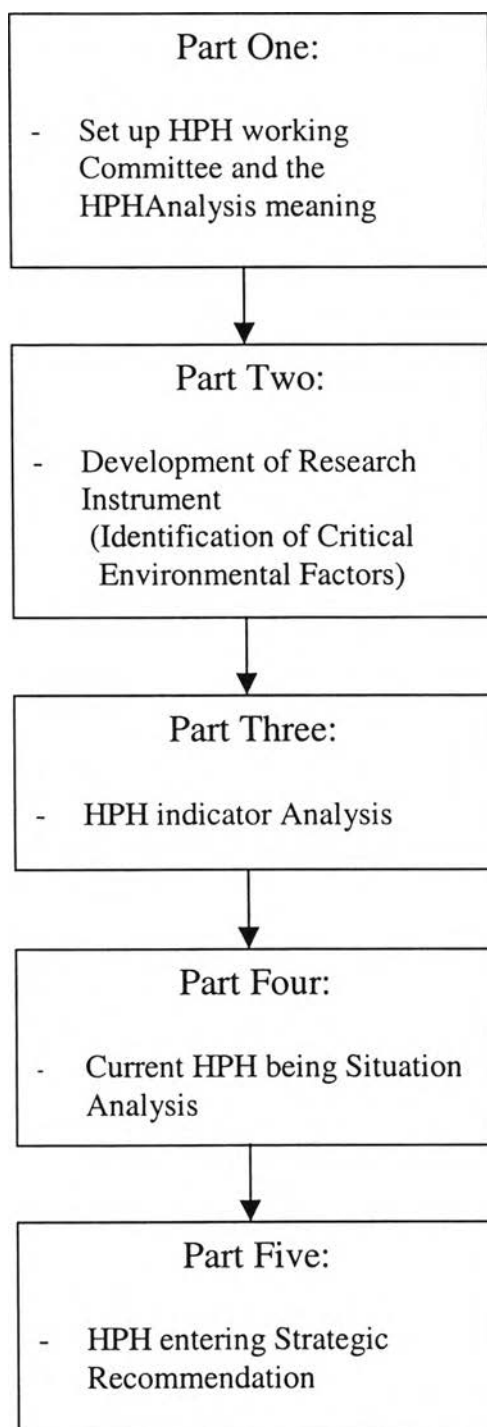 Part One:
- Set up HPH working
Committee and the
HPHAnalysis meaning
Part Two:
- Development of Research
Instrument
(Identification of Critical
Environmental Factors)
Part Three:
- HPH indicator Analysis
Part Four:
- Current HPH being Situation
Analysis
Part Five:
- HPH entering Strategic
Recommendation